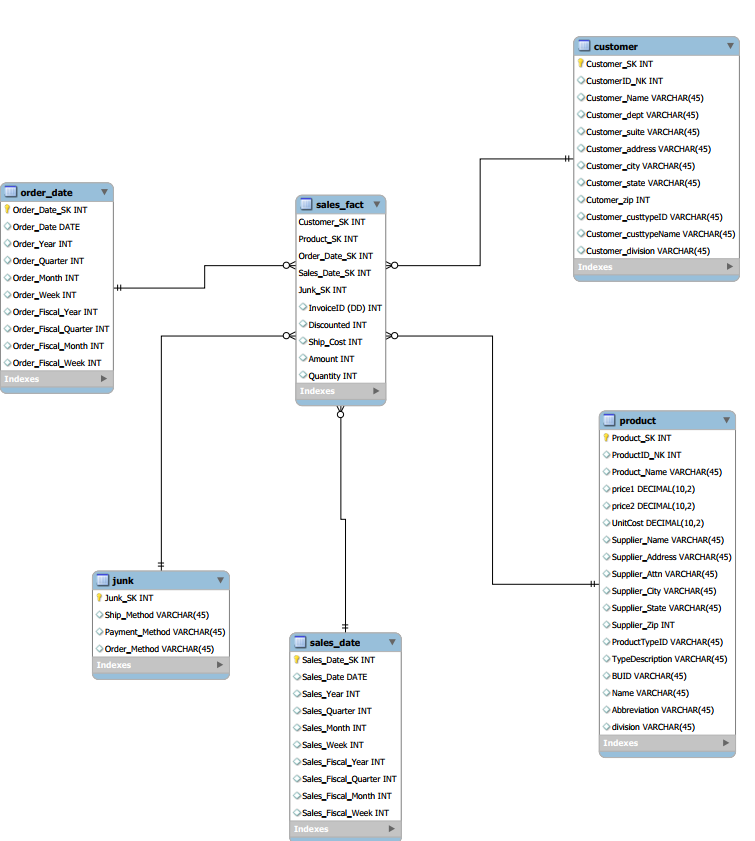 customer
Customer_SK INT
CustomerID_NK INT
Customer_Name VARCHAR(45)
Customer_dept VARCHAR(45)
Customer_suite VARCHAR(45)
Customer_address VARCHAR(45)
Customer_city VARCHAR(45)
Customer_state VARCHAR(45)
Cutomer_zip INT
Customer_custtypeID VARCHAR(45)
Customer_custtypeName VARCHAR(45)
Customer_division VARCHAR(45)
Indexes
order_date
Order_Date_SK INT
Order_Date DATE
Order_Year INT
Order_Quarter INT
Order_Month INT
Order_Week INT
Order_Fiscal_Year INT
Order_Fiscal_Quarter INT
Order_Fiscal_Month INT
Order_Fiscal_Week INT
Indexes
sales_fact
Customer_SK INT
Product_SK INT
Order_Date_SK INT
Sales_Date_SK INT
Junk_SK INT
InvoiceID (DD) INT
Discounted INT
Ship_Cost INT
Amount INT
Quantity INT
Indexes
product
Product_SK INT
ProductID_NK INT
Product_Name VARCHAR(45)
price1 DECIMAL(10,2)
price2 DECIMAL(10,2)
UnitCost DECIMAL(10,2)
Supplier_Name VARCHAR(45)
Supplier_Address VARCHAR(45)
Supplier_Attn VARCHAR(45)
Supplier_City VARCHAR(45)
Supplier_State VARCHAR(45)
Supplier_Zip INT
ProductTypeID VARCHAR(45)
TypeDescription VARCHAR(45)
BUID VARCHAR(45)
Name VARCHAR(45)
Abbreviation VARCHAR(45)
division VARCHAR(45)
Indexes
junk
Junk_SK INT
Ship_Method VARCHAR(45)
Payment_Method VARCHAR(45)
Order_Method VARCHAR(45)
Indexes
sales_date
Sales_Date_SK INT
Sales_Date DATE
Sales_Year INT
Sales_Quarter INT
Sales_Month INT
Sales_Week INT
Sales_Fiscal_Year INT
Sales_Fiscal_Quarter INT
Sales_Fiscal_Month INT
Sales_Fiscal_Week INT
Indexes